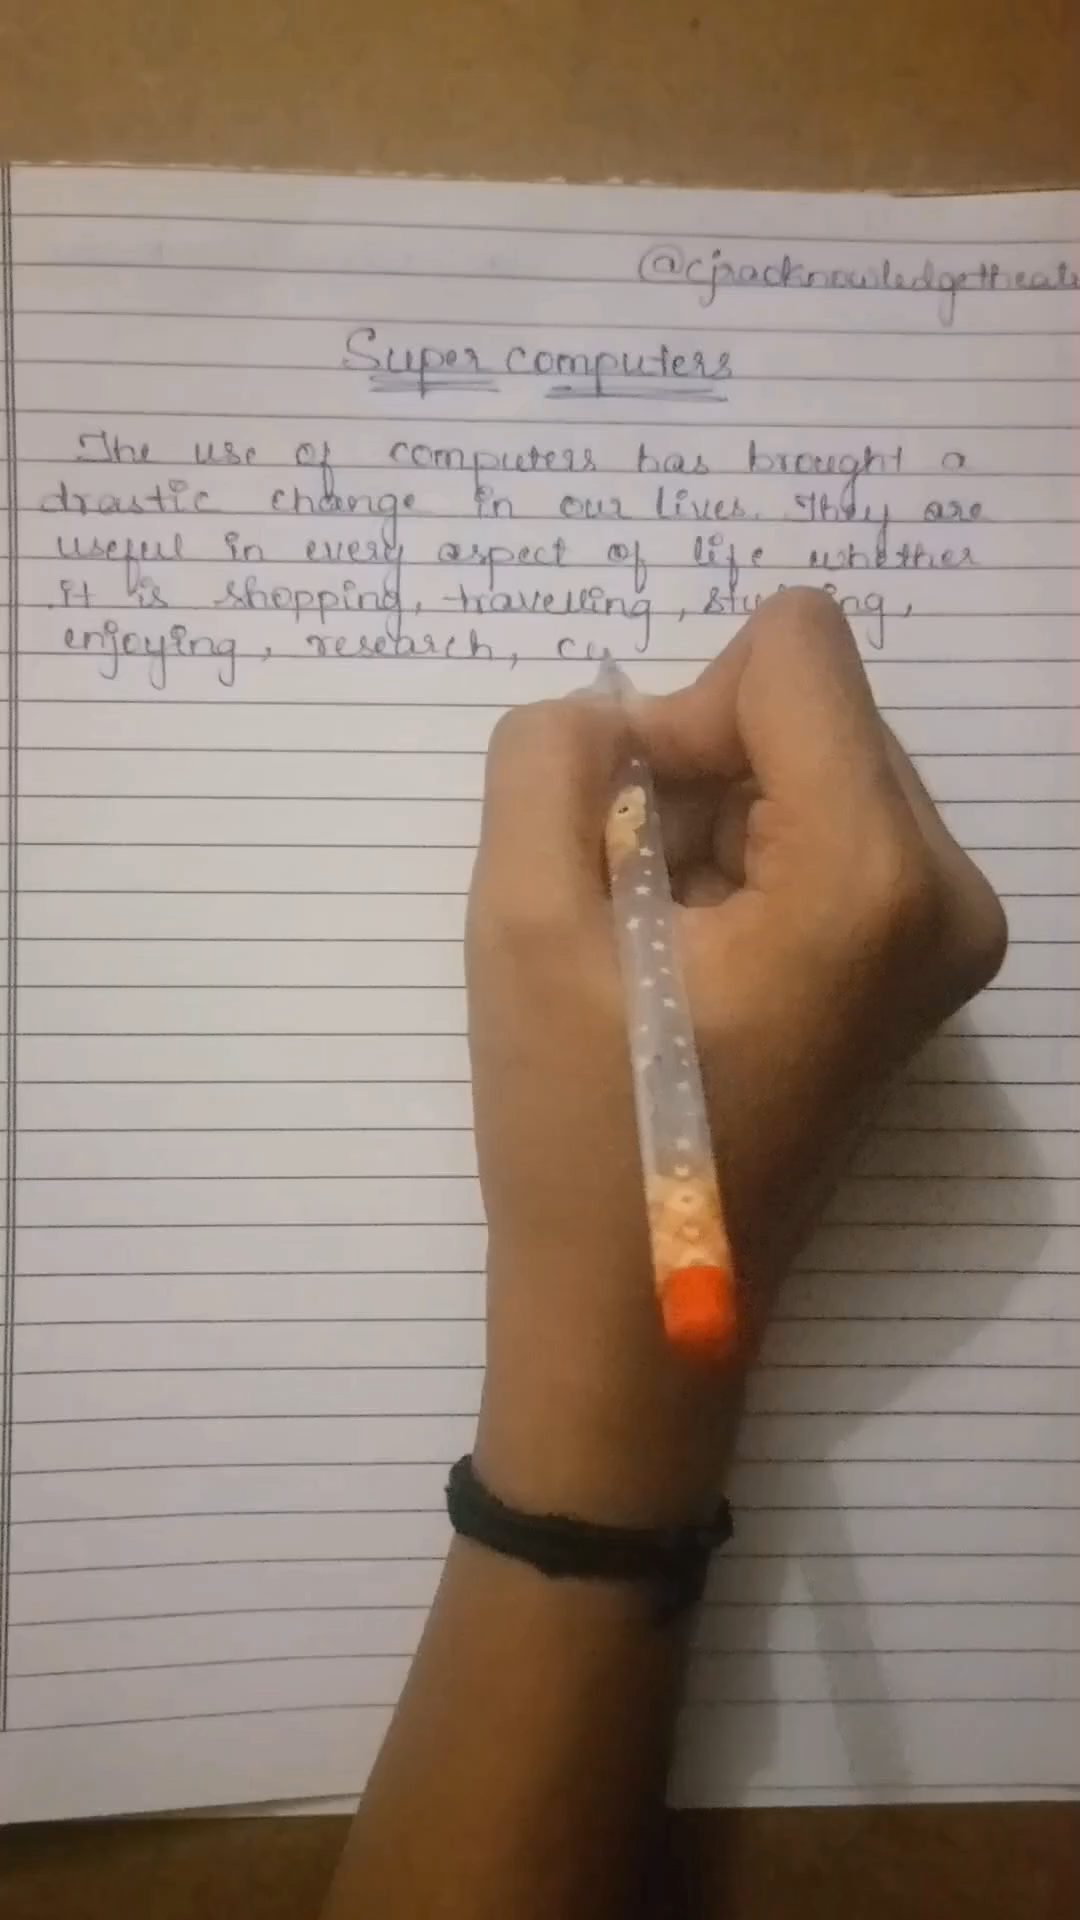 @cjracknowledgetheal
Super computers
The use of computers has brought a
drastic change in our lives. They are
useful in every aspect of life whether
it is shopping, travelling,
enjoying, research,